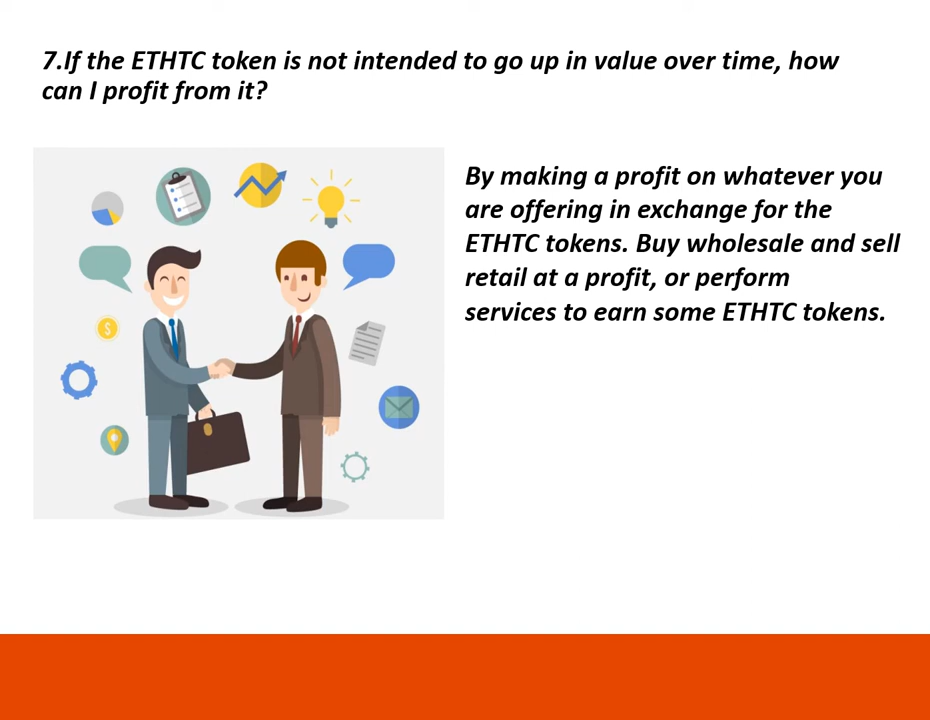 7.If the ETHTC token is not intended to go up in value over time, how
can I profit from it?
By making a profit on whatever you
are offering in exchange for the
ETHTC tokens. Buy wholesale and sell
retail at a profit, or perform
services to earn some ETHTC tokens.
$